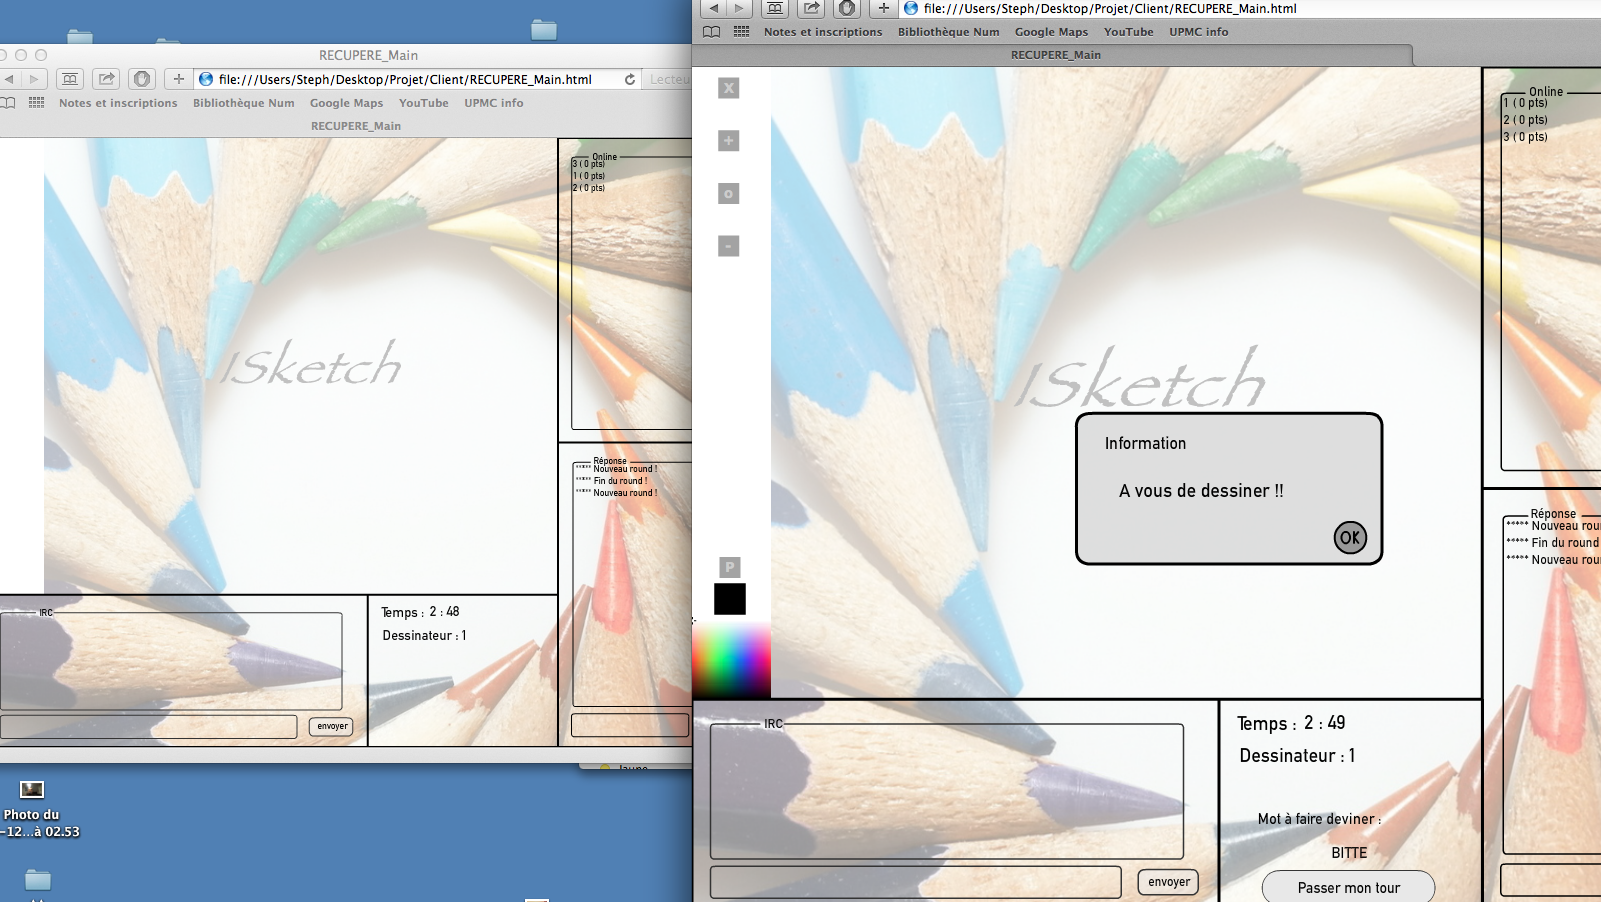 RECUPERE_Main
file:///Users/Steph/Desktop/Projet/Client/RECUPERE_Main.html
Lecteu
Notes et inscriptions Bibliothèque Num Google Maps YouTube UPMC info
RECUPERE_Main
Online
3 ( 0 pts)
1 ( 0 pts)
2 ( 0 pts)
ISketch
Réponse
***** Nouveau round !
***** Fin du round !
***** Nouveau round !
IRC
envoyer
Temps : 2 : 48
Dessinateur : 1
Jaune
Photo du
-12...à 02.53
file:///Users/Steph/Desktop/Projet/Client/RECUPERE_Main.html
Notes et inscriptions Bibliothèque Num Google Maps YouTube UPMC info
RECUPERE_Main
X
+
o
-
P
Online
1 ( 0 pts)
2 ( 0 pts)
3 ( 0 pts)
ISketch
Information
A vous de dessiner !!
OK
Réponse
***** Nouveau rou
***** Fin du round
***** Nouveau rou
IRC
envoyer
Temps : 2 : 49
Dessinateur : 1
Mot à faire deviner :
BITTE
Passer mon tour